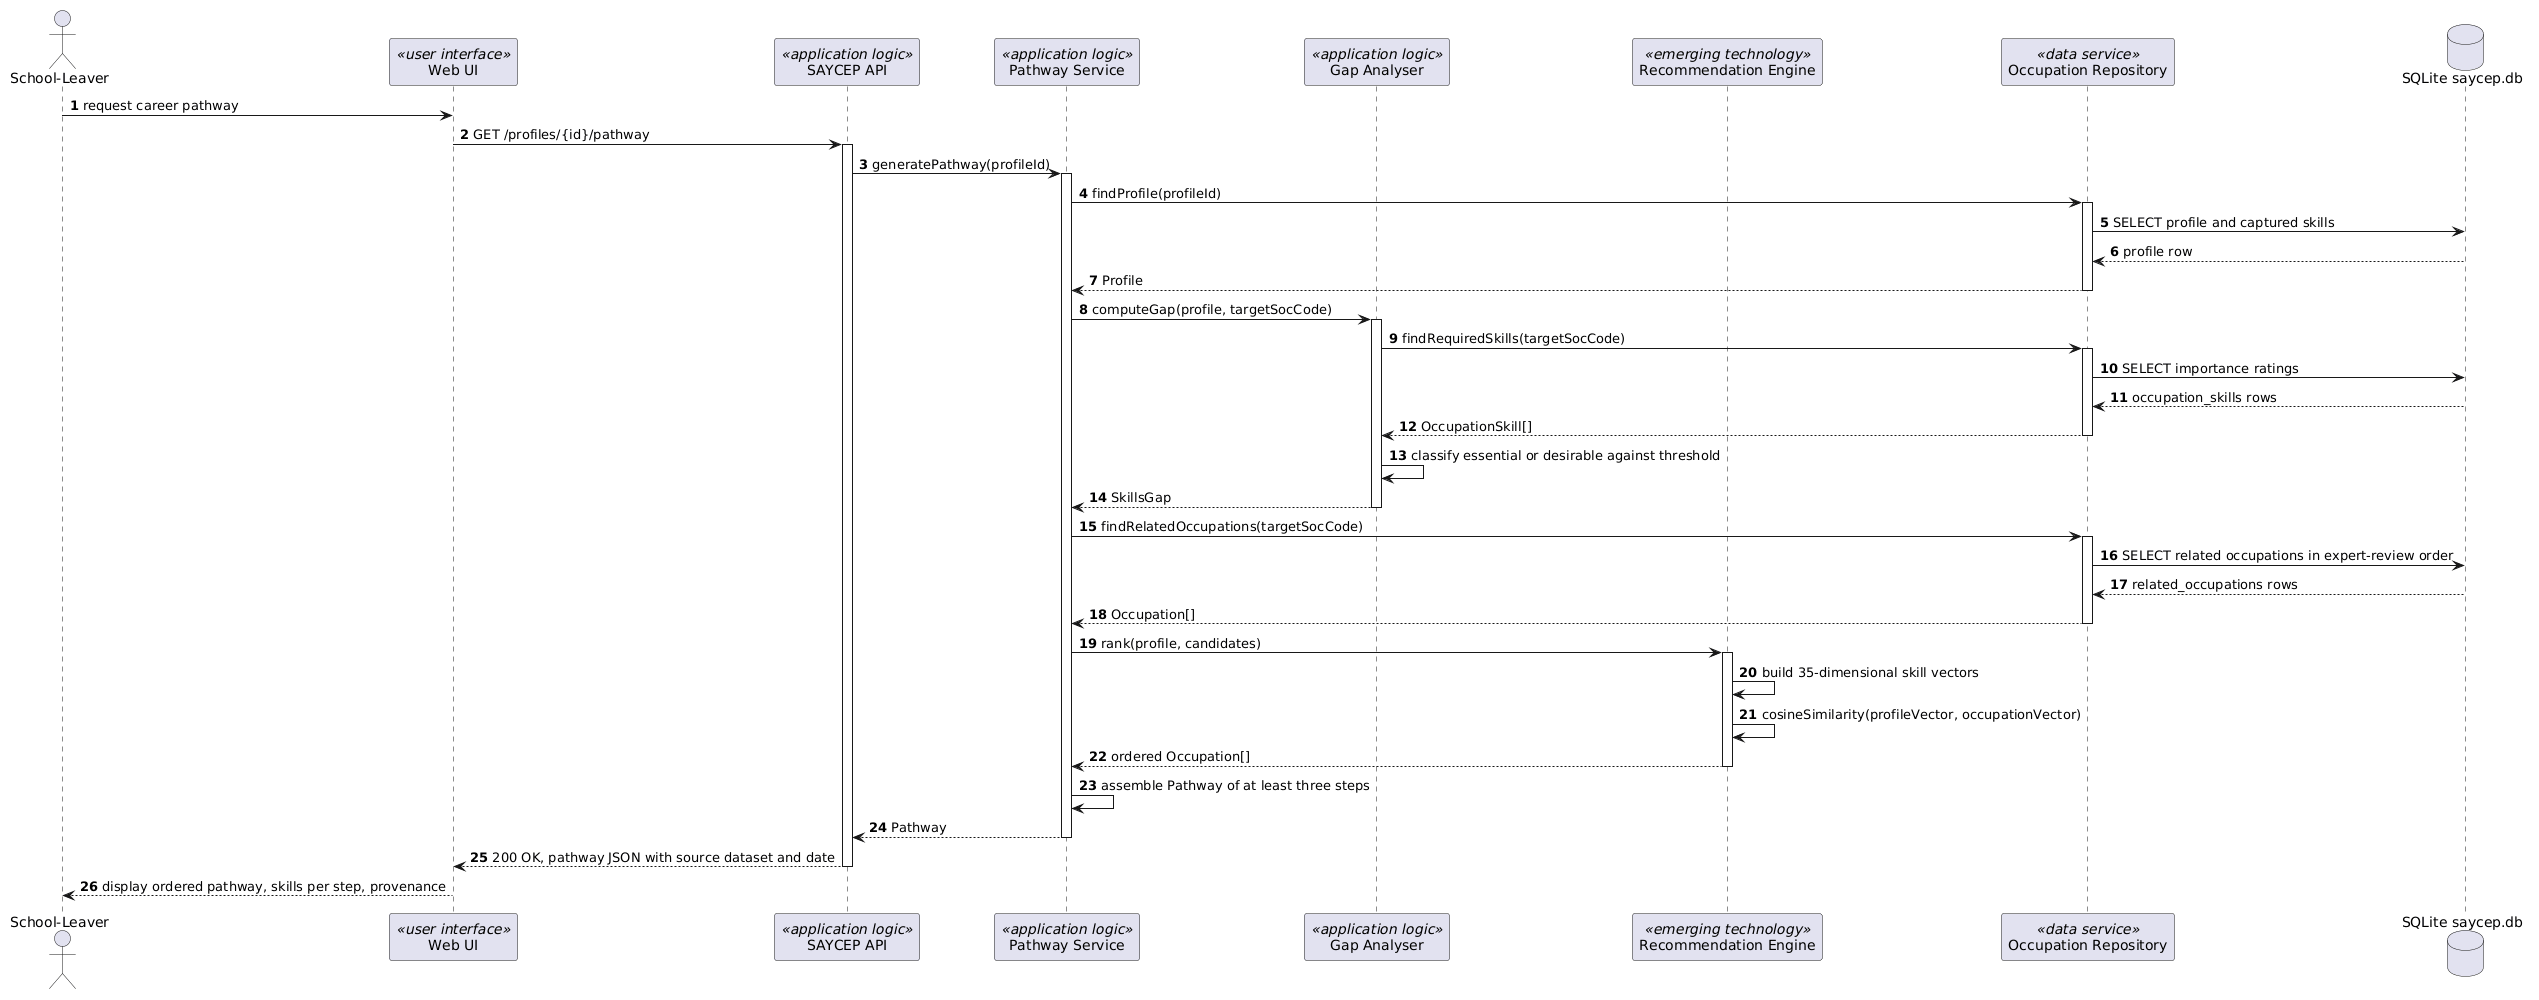 School-Leaver
«user interface»
Web UI
«application logic»
SAYCEP API
«application logic»
Pathway Service
«application logic»
Gap Analyser
«emerging technology»
Recommendation Engine
«data service»
Occupation Repository
SQLite saycep.db
1 request career pathway
2 GET /profiles/{id}/pathway
3 generatePathway(profileId)
4 findProfile(profileId)
5 SELECT profile and captured skills
6 profile row
7 Profile
8 computeGap(profile, targetSocCode)
9 findRequiredSkills(targetSocCode)
10 SELECT importance ratings
11 occupation_skills rows
12 OccupationSkill[]
13 classify essential or desirable against threshold
14 SkillsGap
15 findRelatedOccupations(targetSocCode)
16 SELECT related occupations in expert-review order
17 related_occupations rows
18 Occupation[]
19 rank(profile, candidates)
20 build 35-dimensional skill vectors
21 cosineSimilarity(profileVector, occupationVector)
22 ordered Occupation[]
23 assemble Pathway of at least three steps
24 Pathway
25 200 OK, pathway JSON with source dataset and date
26 display ordered pathway, skills per step, provenance
School-Leaver
«user interface»
Web UI
«application logic»
SAYCEP API
«application logic»
Pathway Service
«application logic»
Gap Analyser
«emerging technology»
Recommendation Engine
«data service»
Occupation Repository
SQLite saycep.db